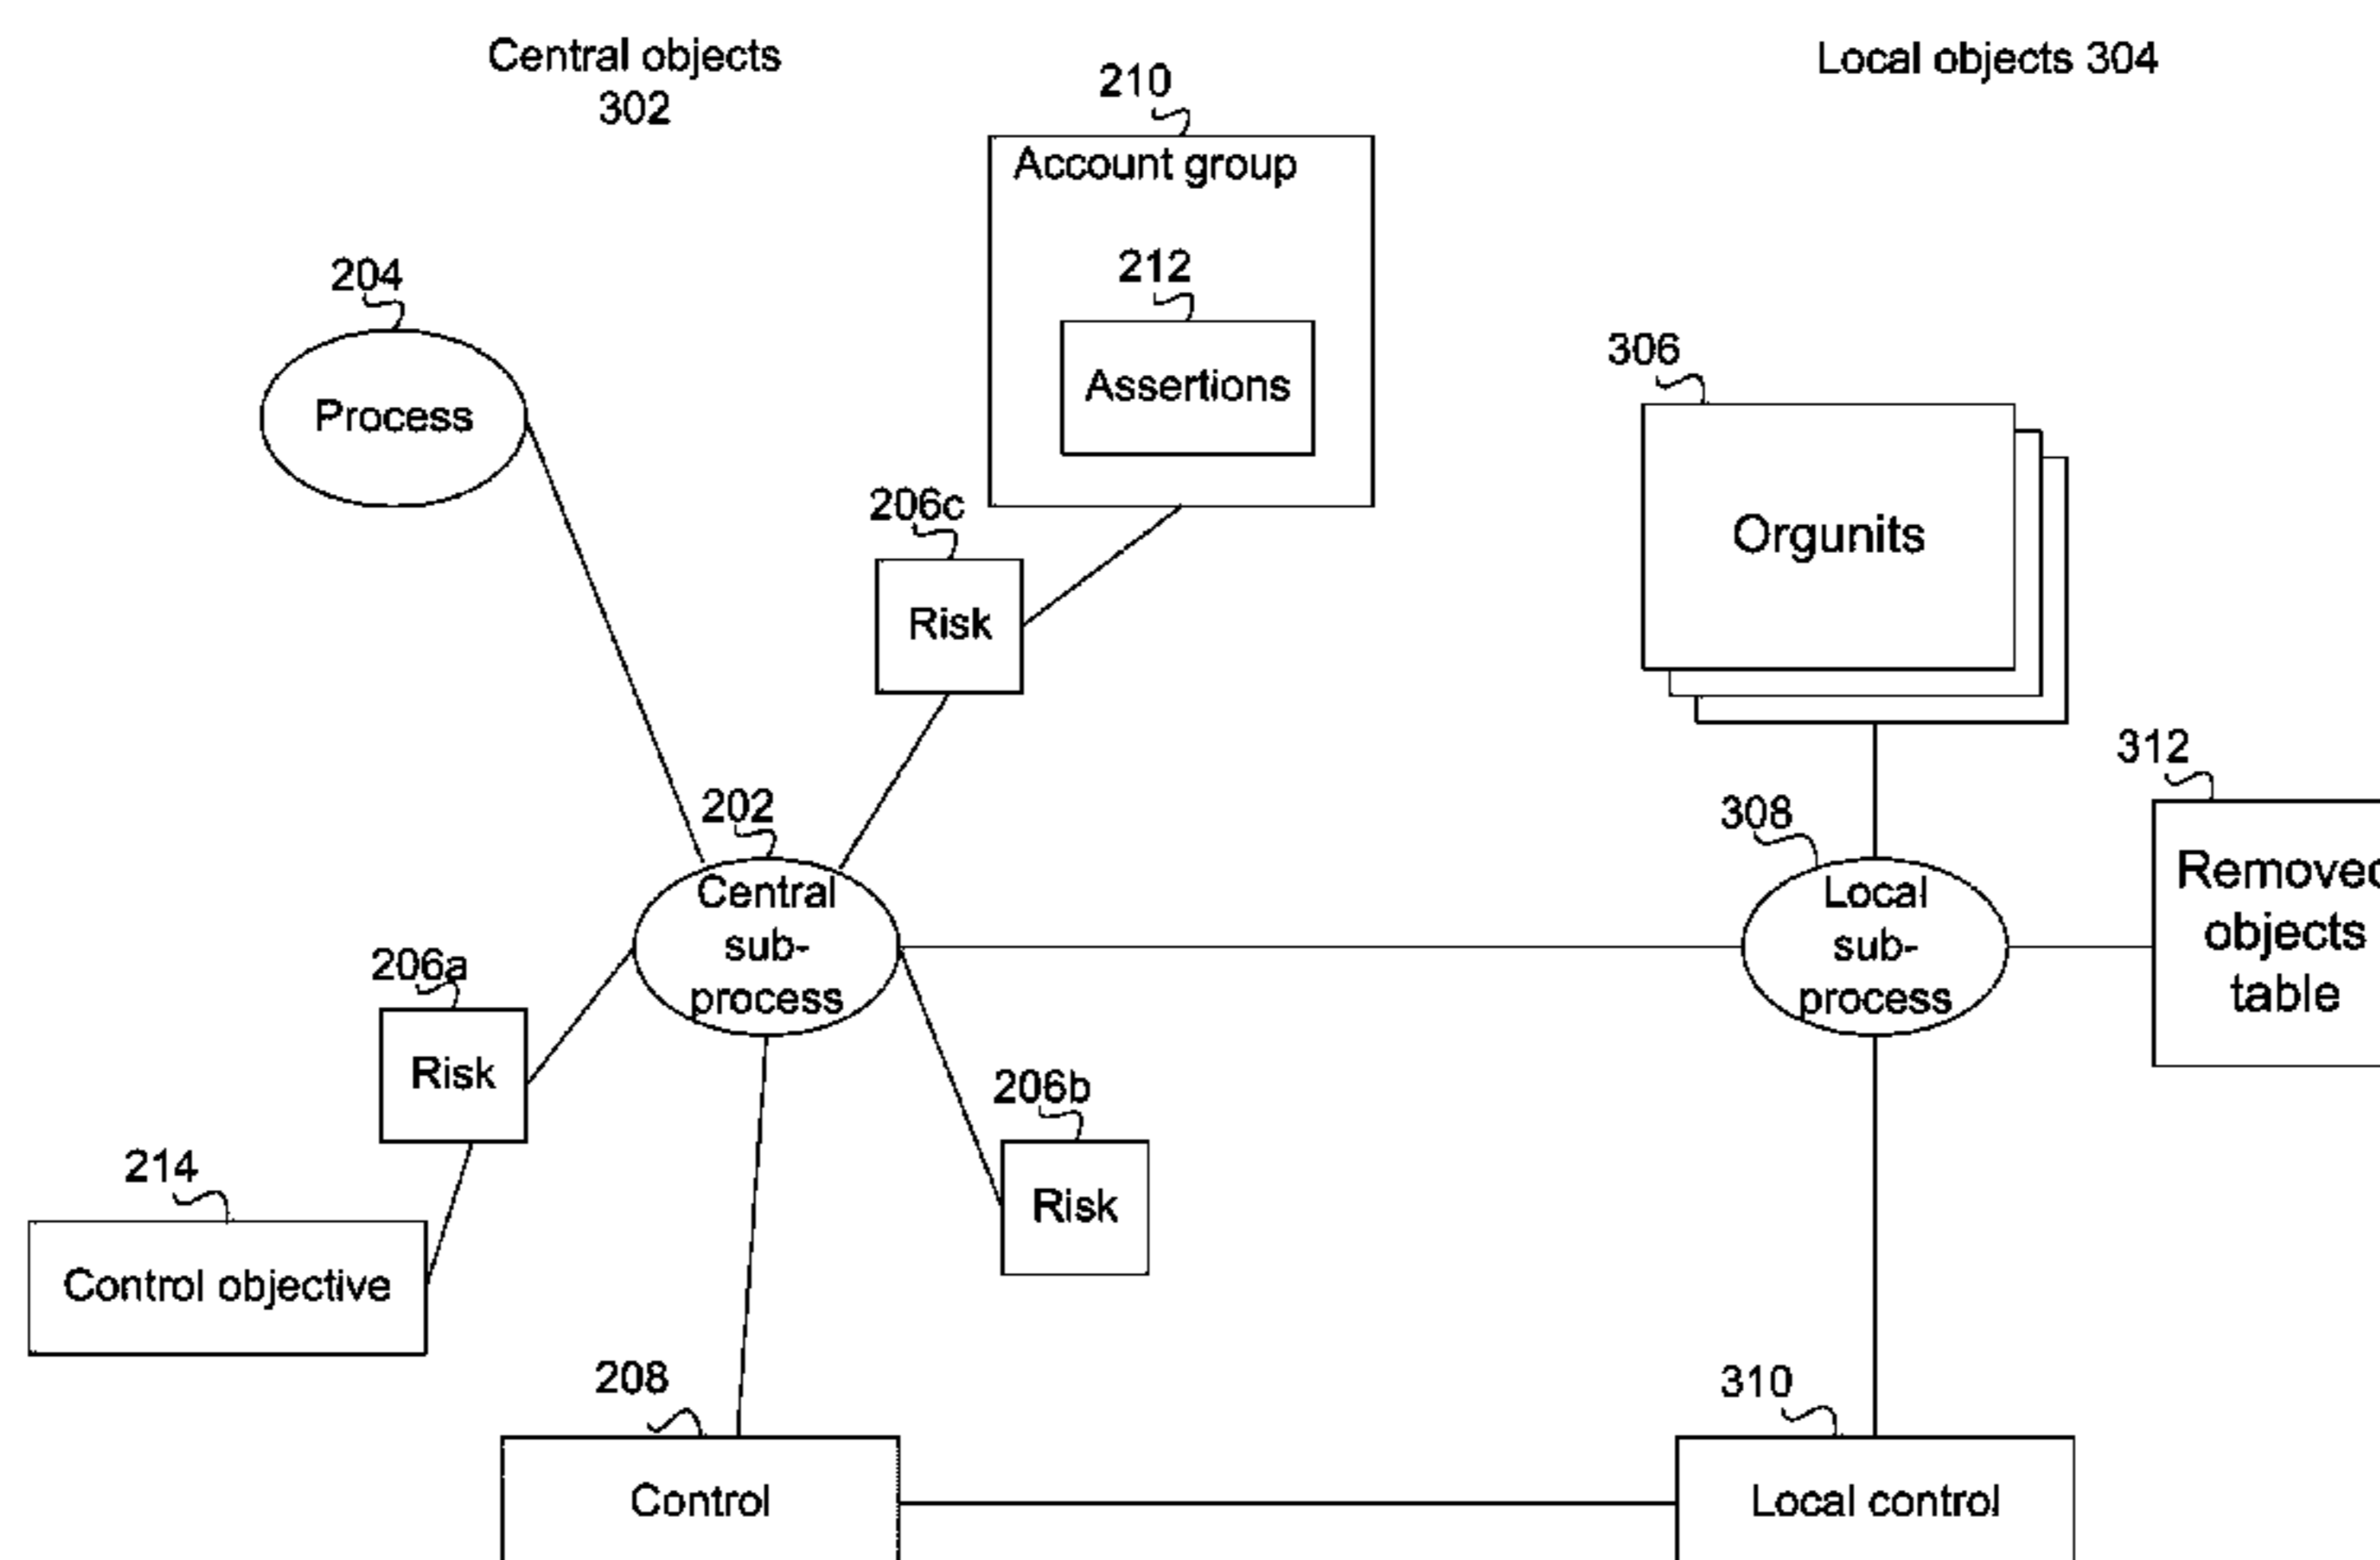 Central objects
302
Local objects 304
210
Account group
212
Assertions
204
Process
306
Orgunits
206c
Risk
312
Removed
objects
table
202
Central
sub-
process
308
Local
sub-
process
206a
Risk
206b
Risk
214
Control objective
208
Control
310
Local control